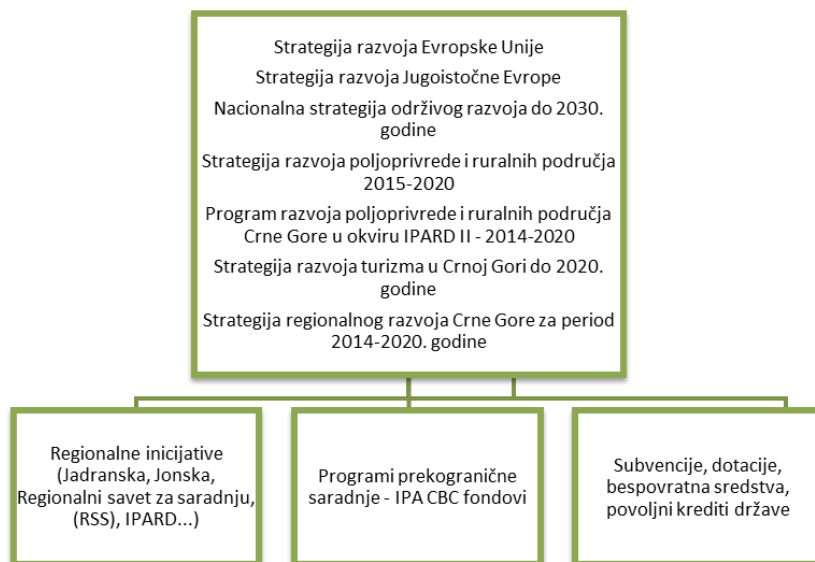 Strategija razvoja Evropske Unije
Strategija razvoja Jugoistočne Evrope
Nacionalna strategija održivog razvoja do 2030.
godine
Strategija razvoja poljoprivrede i ruralnih područja
2015-2020
Program razvoja poljoprivrede i ruralnih područja
Crne Gore u okviru IPARD II - 2014-2020
Strategija razvoja turizma u Crnoj Gori do 2020.
godine
Strategija regionalnog razvoja Crne Gore za period
2014-2020. godine
Regionalne inicijative
(Jadranska, Jonska,
Regionalni savet za saradnju,
(RSS), IPARD...)
Programi prekogranične
saradnje - IPA CBC fondovi
Subvencije, dotacije,
bespovratna sredstva,
povoljni krediti države